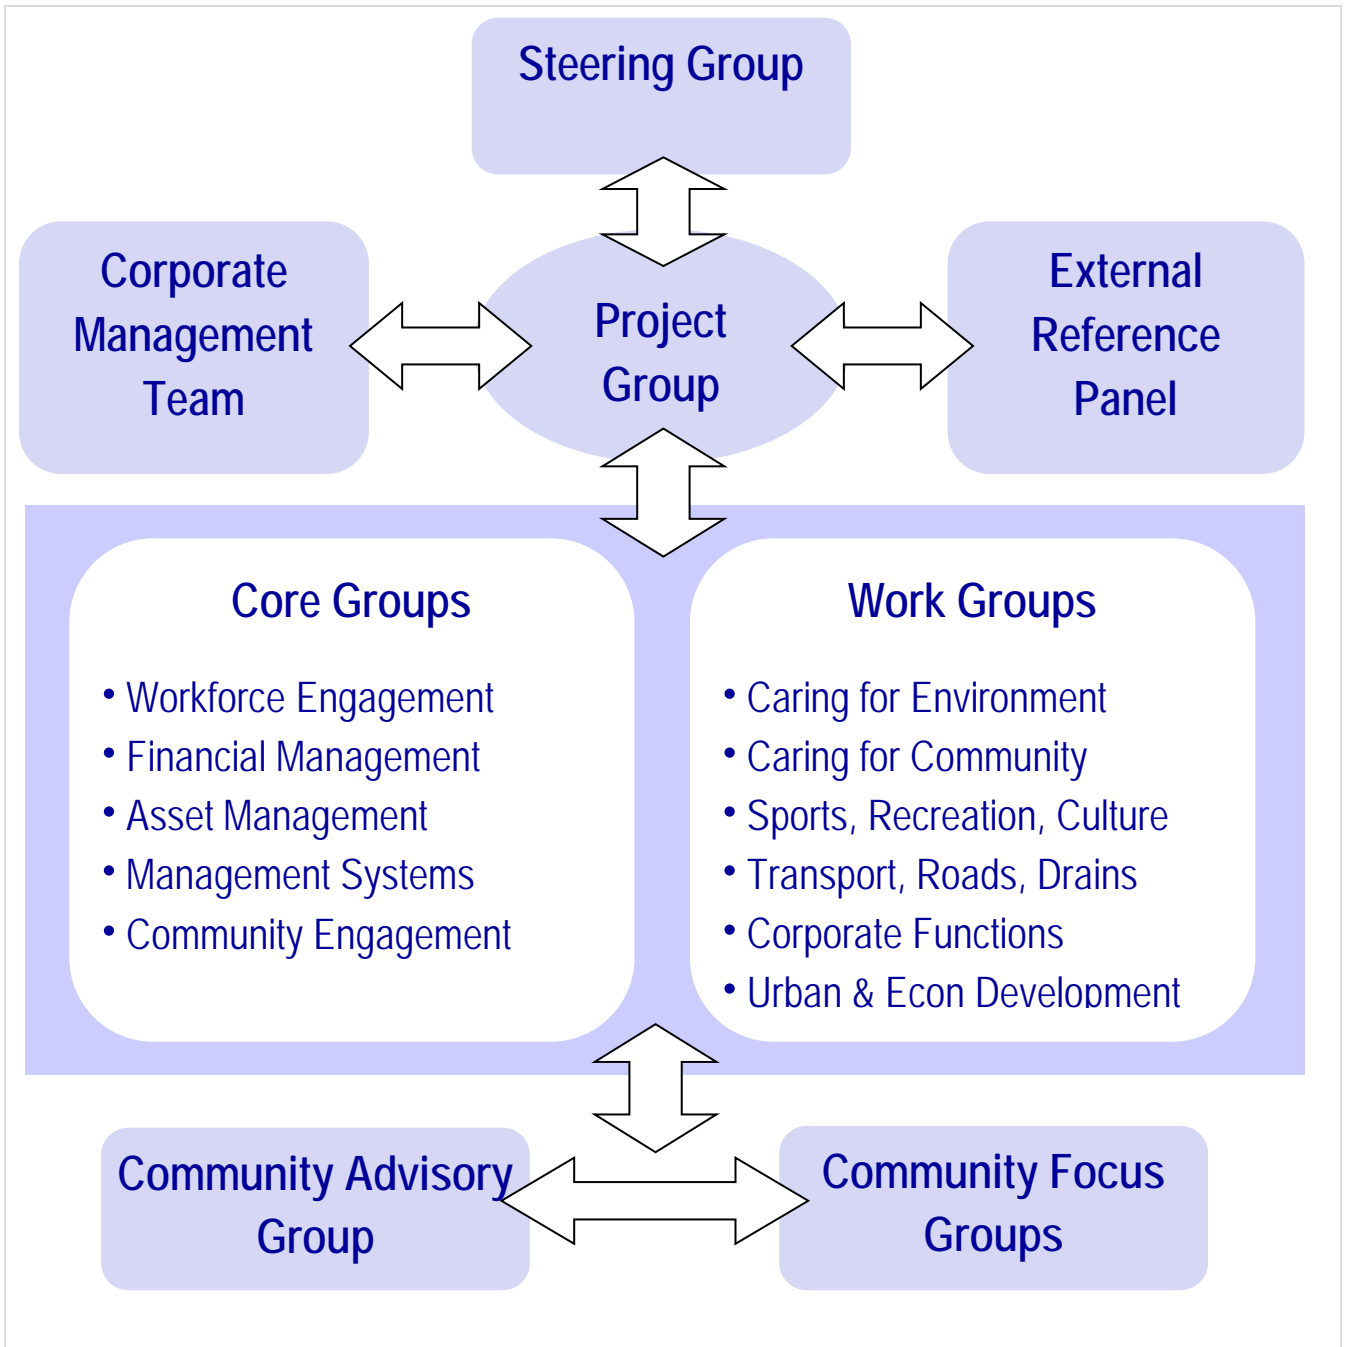 Steering Group
Corporate
Management
Team
Project
Group
External
Reference
Panel
Core Groups
• Workforce Engagement
• Financial Management
• Asset Management
• Management Systems
• Community Engagement
Work Groups
• Caring for Environment
• Caring for Community
• Sports, Recreation, Culture
• Transport, Roads, Drains
• Corporate Functions
• Urban & Econ Development
Community Advisory
Group
Community Focus
Groups